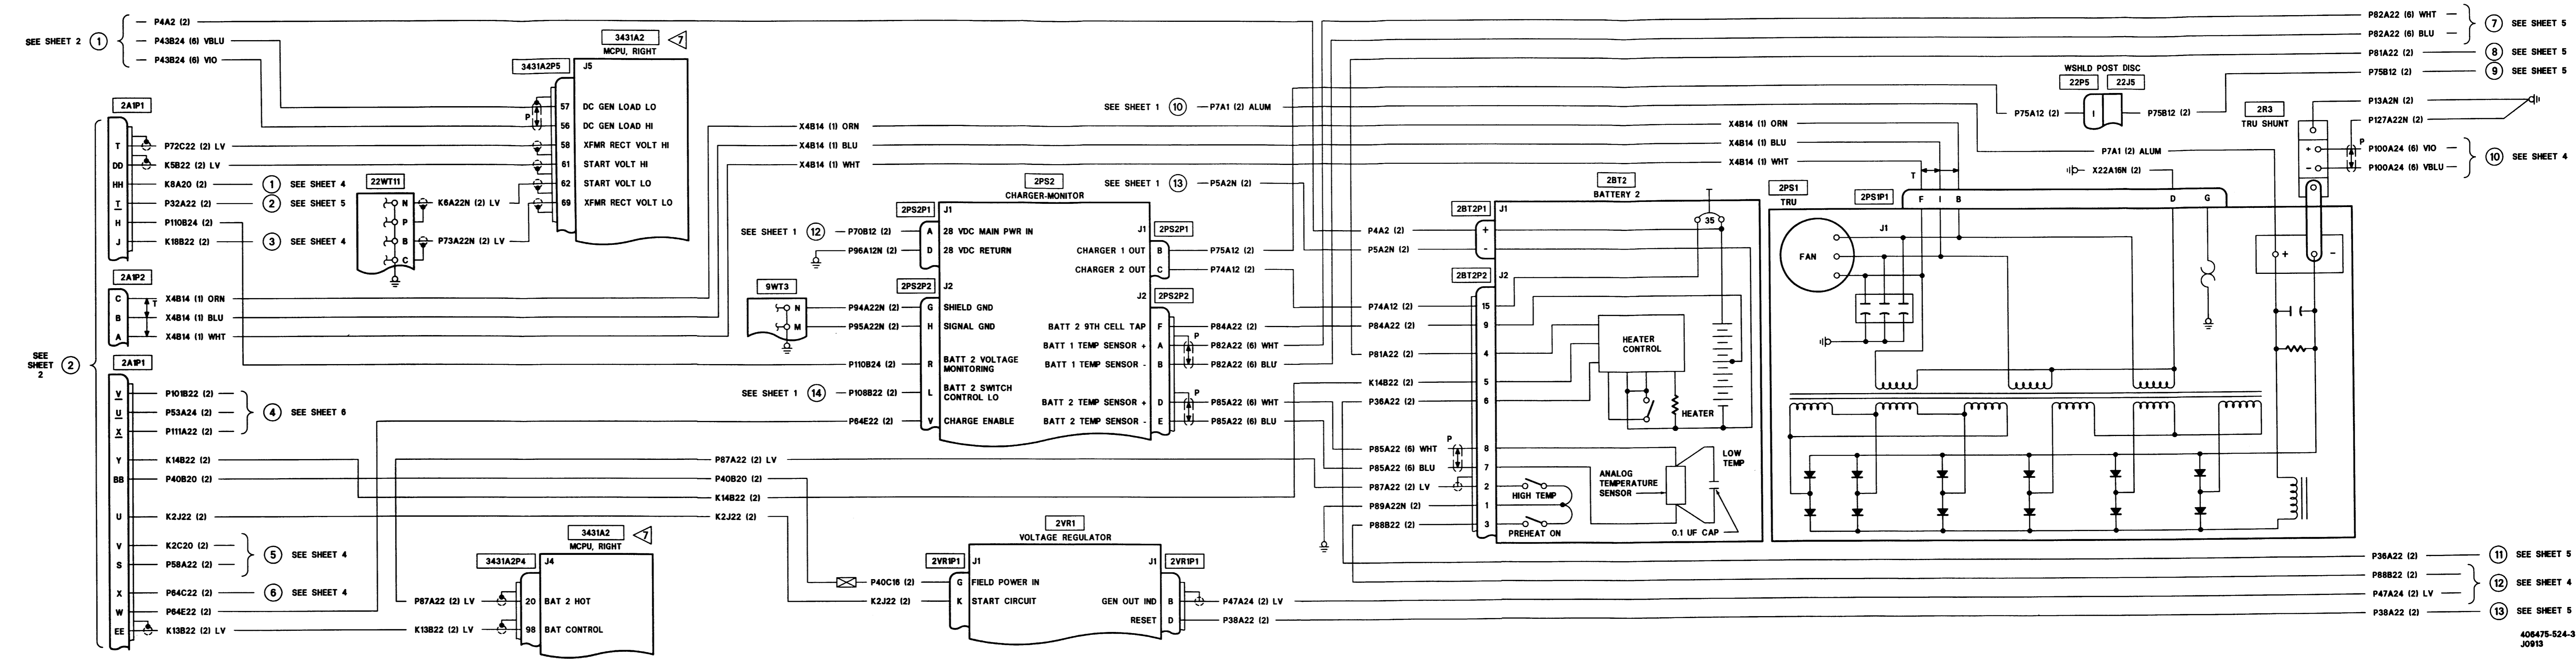 P4A2 (2)
SEE SHEET 2 1
P43B24 (6) VBLU
P43B24 (6) VIO
2A1P1
T P72C22 (2) LV
DD K5B22 (2) LV
HH K8A20 (2) 1 SEE SHEET 4
T P32A22 (2) 2 SEE SHEET 5
H P110B24 (2)
J K18B22 (2) 3 SEE SHEET 4
2A1P2
C X4B14 (1) ORN
T
B X4B14 (1) BLU
A X4B14 (1) WHT
SEE
SHEET
2
2
2A1P1
V P101B22 (2)
U P53A24 (2) 4 SEE SHEET 6
X P111A22 (2)
Y K14B22 (2)
BB P40B20 (2)
U K2J22 (2)
V K2C20 (2)
5 SEE SHEET 4
S P58A22 (2)
X P64C22 (2) 6 SEE SHEET 4
W P64E22 (2)
EE K13B22 (2) LV
3431A2 7
MCPU, RIGHT
3431A2P5 J5
57 DC GEN LOAD LO
P
56 DC GEN LOAD HI
58 XFMR RECT VOLT HI
61 START VOLT HI
62 START VOLT LO
69 XFMR RECT VOLT LO
22WT11
N K6A22N (2) LV
P
B P73A22N (2) LV
C
X4B14 (1) ORN
X4B14 (1) BLU
X4B14 (1) WHT
9WT3
N P94A22N (2)
M P95A22N (2)
2PS2
CHARGER-MONITOR
2PS2P1 J1
SEE SHEET 1 12 P70B12 (2) A 28 VDC MAIN PWR IN
P96A12N (2) D 28 VDC RETURN
2PS2P2 J2
G SHIELD GND
H SIGNAL GND
P110B24 (2) R BATT 2 VOLTAGE
MONITORING
SEE SHEET 1 14 P108B22 (2) L BATT 2 SWITCH
CONTROL LO
P64E22 (2) V CHARGE ENABLE
J1 2PS2P1
CHARGER 1 OUT B P75A12 (2)
CHARGER 2 OUT C P74A12 (2)
J2 2PS2P2
BATT 2 9TH CELL TAP F P84A22 (2)
P
BATT 1 TEMP SENSOR + A P82A22 (6) WHT
BATT 1 TEMP SENSOR - B P82A22 (6) BLU
P
BATT 2 TEMP SENSOR + D P85A22 (6) WHT
BATT 2 TEMP SENSOR - E P85A22 (6) BLU
SEE SHEET 1 10 P7A1 (2) ALUM
SEE SHEET 1 13 P5A2N (2)
P87A22 (2) LV
P40B20 (2)
K14B22 (2)
K2J22 (2)
3431A2 7
MCPU, RIGHT
3431A2P4 J4
P87A22 (2) LV 20 BAT 2 HOT
K13B22 (2) LV 98 BAT CONTROL
2VR1
VOLTAGE REGULATOR
2VR1P1 J1
P40C16 (2) G FIELD POWER IN
K2J22 (2) K START CIRCUIT
J1 2VR1P1
GEN OUT IND B P47A24 (2) LV
RESET D P38A22 (2)
2BT2
BATTERY 2
2BT2P1 J1
P4A2 (2) +
P5A2N (2) -
35
2BT2P2 J2
P74A12 (2) 15
P84A22 (2) 9
P81A22 (2) 4
K14B22 (2) 5
P36A22 (2) 6
P
P85A22 (6) WHT 8
P85A22 (6) BLU 7
P87A22 (2) LV 2
P89A22N (2) 1
P88B22 (2) 3
HEATER
CONTROL
HEATER
LOW
TEMP
ANALOG
TEMPERATURE
SENSOR
HIGH TEMP
PREHEAT ON
0.1 UF CAP
X4B14 (1) ORN
X4B14 (1) BLU
X4B14 (1) WHT
2PS1
TRU
2PS1P1
T
F I B D G
J1
FAN
X22A16N (2)
P7A1 (2) ALUM
WSHLD POST DISC
22P5 22J5
P75A12 (2) I P75B12 (2)
2R3
TRU SHUNT
+
-
P
+ -
P82A22 (6) WHT
7 SEE SHEET 5
P82A22 (6) BLU
P81A22 (2) 8 SEE SHEET 5
P75B12 (2) 9 SEE SHEET 5
P13A2N (2)
P127A22N (2)
P100A24 (6) VIO
10 SEE SHEET 4
P100A24 (6) VBLU
P36A22 (2) 11 SEE SHEET 5
P88B22 (2)
12 SEE SHEET 4
P47A24 (2) LV
P38A22 (2) 13 SEE SHEET 5
406475-524-3
J0913